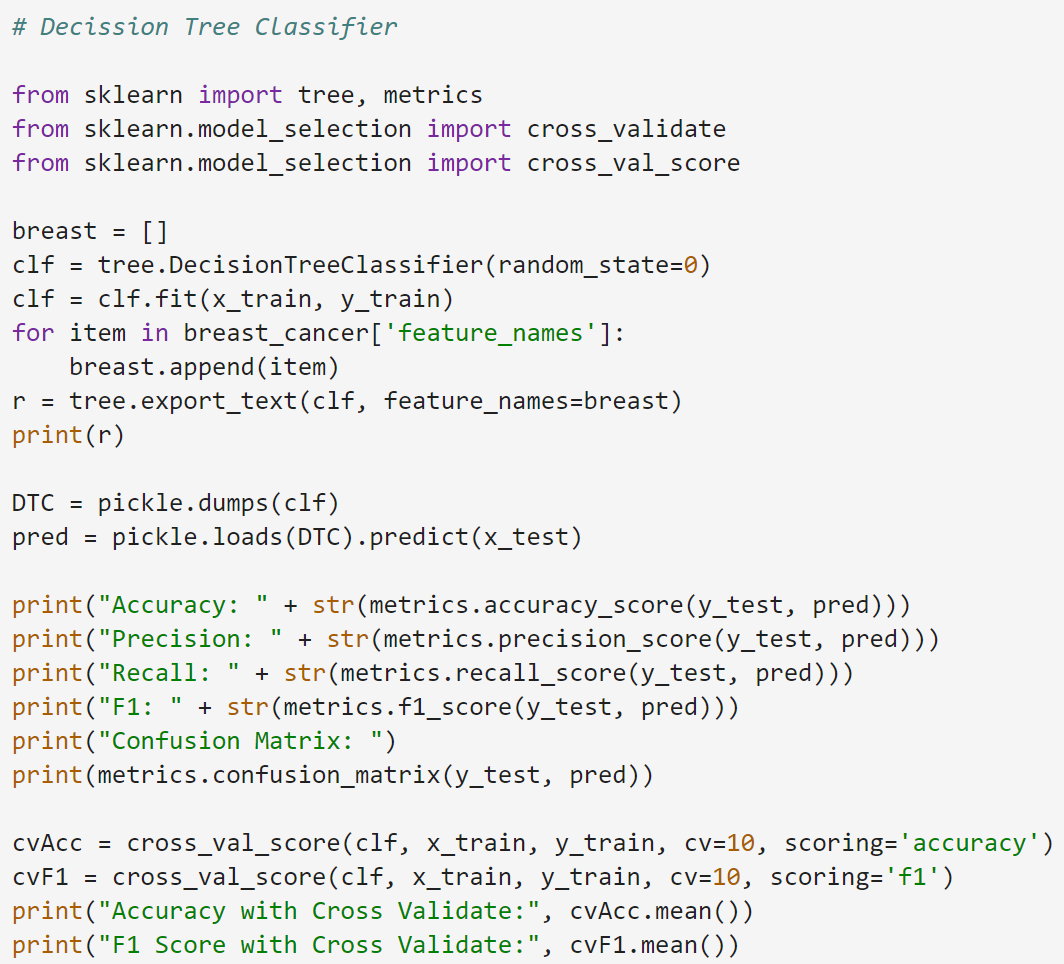 # Decission Tree Classifier
from sklearn import tree, metrics
from sklearn.model_selection import cross_validate
from sklearn.model_selection import cross_val_score
breast = []
clf = tree.DecisionTreeClassifier(random_state=0)
clf = clf.fit(x_train, y_train)
for item in breast_cancer['feature_names']:
    breast.append(item)
r = tree.export_text(clf, feature_names=breast)
print(r)
DTC = pickle.dumps(clf)
pred = pickle.loads(DTC).predict(x_test)
print("Accuracy: " + str(metrics.accuracy_score(y_test, pred)))
print("Precision: " + str(metrics.precision_score(y_test, pred)))
print("Recall: " + str(metrics.recall_score(y_test, pred)))
print("F1: " + str(metrics.f1_score(y_test, pred)))
print("Confusion Matrix: ")
print(metrics.confusion_matrix(y_test, pred))
cvAcc = cross_val_score(clf, x_train, y_train, cv=10, scoring='accuracy')
cvF1 = cross_val_score(clf, x_train, y_train, cv=10, scoring='f1')
print("Accuracy with Cross Validate:", cvAcc.mean())
print("F1 Score with Cross Validate:", cvF1.mean())